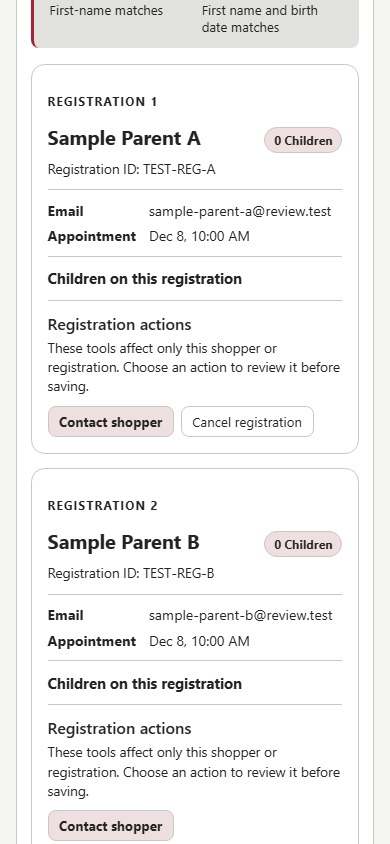 First-name matches
First name and birth
date matches
REGISTRATION 1
Sample Parent A
0 Children
Registration ID: TEST-REG-A
Email sample-parent-a@review.test
Appointment Dec 8, 10:00 AM
Children on this registration
Registration actions
These tools affect only this shopper or
registration. Choose an action to review it before
saving.
Contact shopper
Cancel registration
REGISTRATION 2
Sample Parent B
0 Children
Registration ID: TEST-REG-B
Email sample-parent-b@review.test
Appointment Dec 8, 10:00 AM
Children on this registration
Registration actions
These tools affect only this shopper or
registration. Choose an action to review it before
saving.
Contact shopper